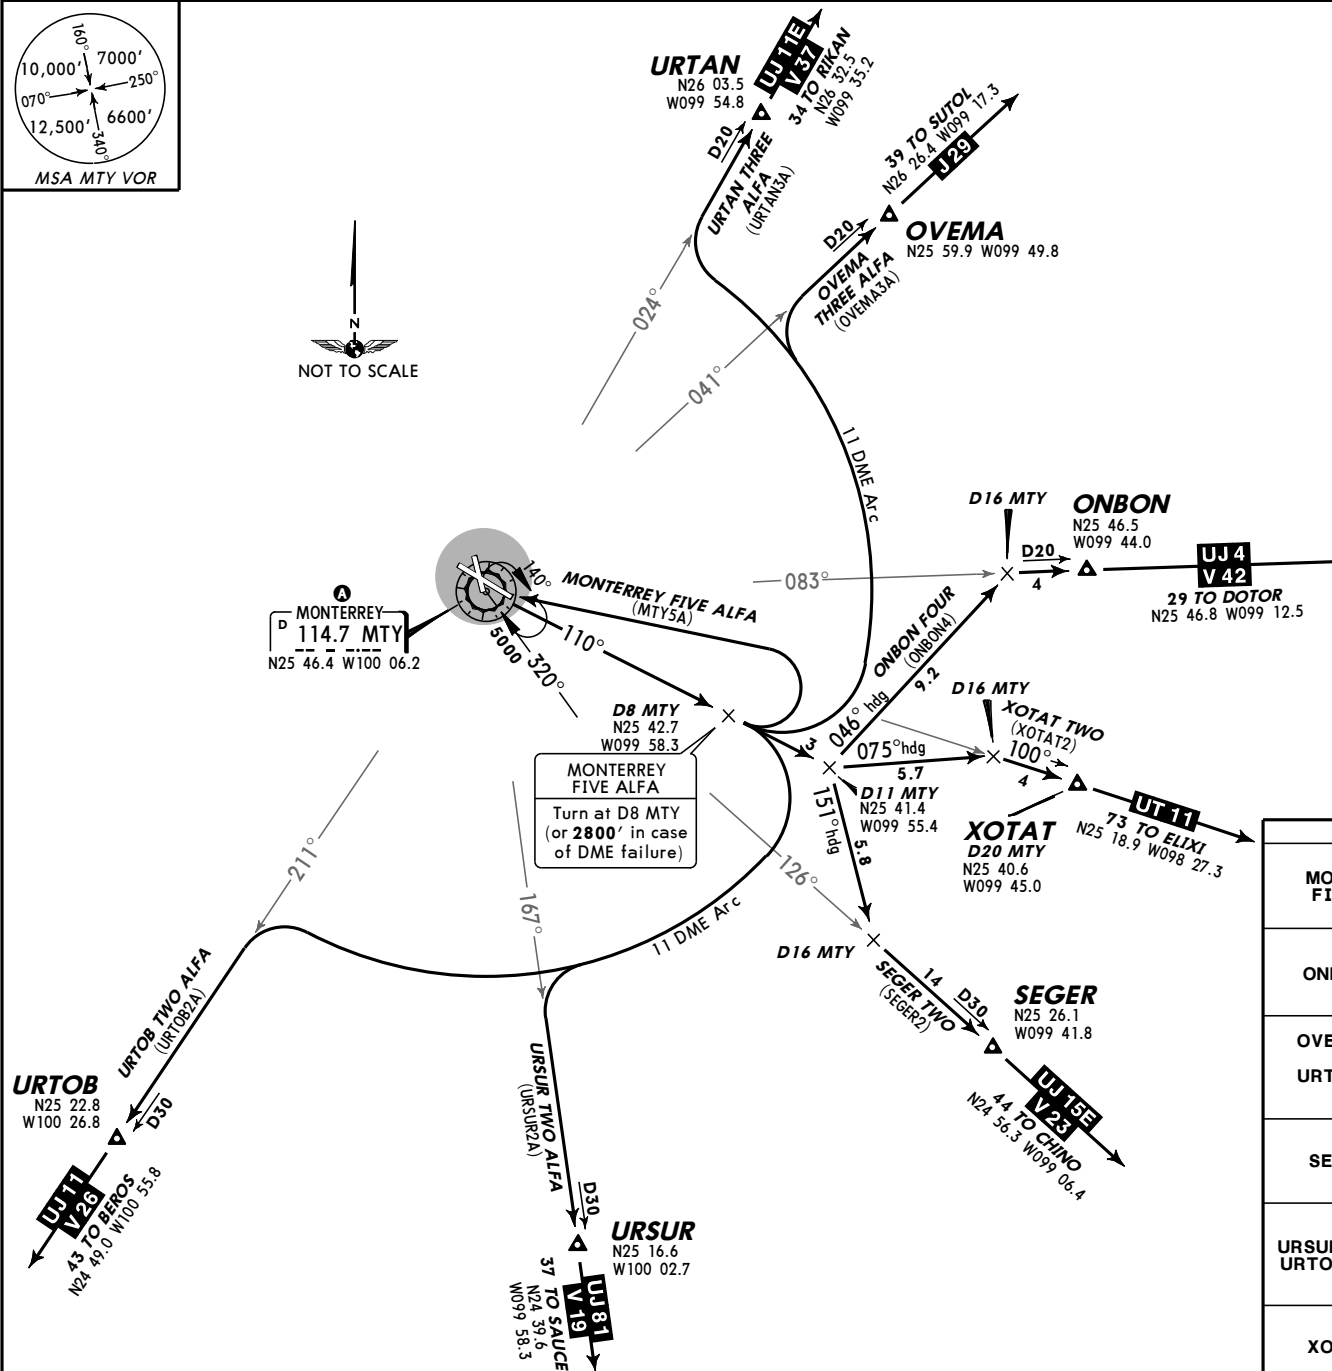 160°
7000'
10,000'
250°
070°
6600'
12,500'
340°
MSA MTY VOR
URTAN
N26 03.5
W099 54.8
UJ 11E
V 37
34 TO RIKAN
N26 32.5
W099 35.2
D20
URTAN THREE
ALFA
(URTAN3A)
39 TO SUTOL
N26 26.4 W099 17.3
J 29
D20
OVEMA
N25 59.9 W099 49.8
OVEMA
THREE ALFA
(OVEMA3A)
N
NOT TO SCALE
024°
041°
11 DME Arc
D16 MTY
ONBON
N25 46.5
W099 44.0
D20
4
UJ 4
V 42
29 TO DOTOR
N25 46.8 W099 12.5
083°
A
MONTERREY
D
114.7 MTY
N25 46.4 W100 06.2
140°
MONTERREY FIVE ALFA
(MTY5A)
5000
320°
110°
ONBON FOUR
(ONBON4)
9.2
046° hdg
D8 MTY
N25 42.7
W099 58.3
MONTERREY
FIVE ALFA
Turn at D8 MTY
(or 2800' in case
of DME failure)
3
D16 MTY
XOTAT TWO
(XOTAT2)
100°
4
075° hdg
5.7
D11 MTY
N25 41.4
W099 55.4
151° hdg
5.8
XOTAT
D20 MTY
N25 40.6
W099 45.0
UT 11
73 TO ELIXI
N25 18.9 W098 27.3
211°
167°
126°
11 DME Arc
D16 MTY
SEGER TWO
(SEGER2)
14
D30
SEGER
N25 26.1
W099 41.8
UJ 15E
V 23
44 TO CHINO
N24 56.3 W099 06.4
URTOB TWO ALFA
(URTOB2A)
URTOB
N25 22.8
W100 26.8
D30
UJ 11
V 26
43 TO BEROS
N24 49.0 W100 55.8
URSUR TWO ALFA
(URSUR2A)
D30
URSUR
N25 16.6
W100 02.7
UJ 81
V 19
37 TO SAUCE
N24 39.6
W099 58.3
MO
FI
ON
OVE
URT
SE
URSU
URTO
XO